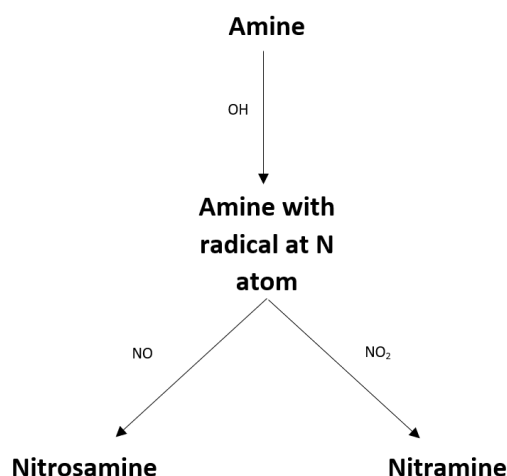 Amine
OH
Amine with
radical at N
atom
NO
NO₂
Nitrosamine
Nitramine